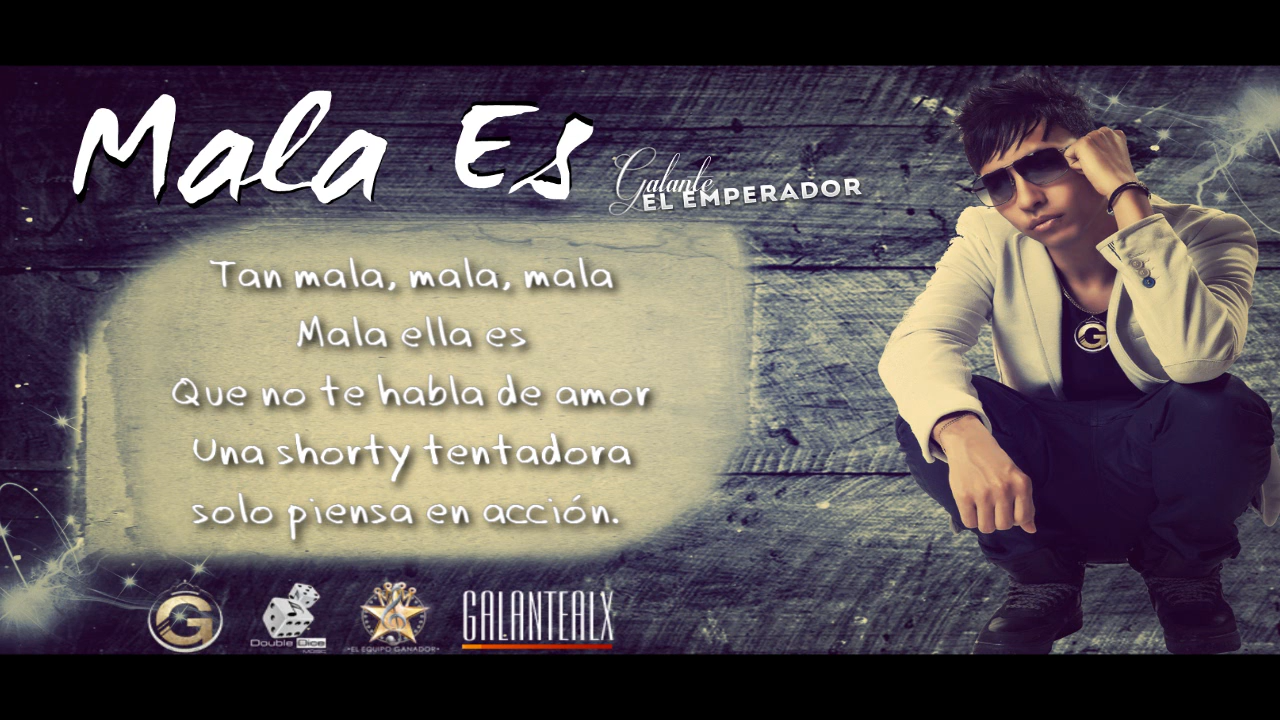 Mala Es
Galante
EL EMPERADOR
Tan mala, mala, mala
Mala ella es
Que no te habla de amor
Una shorty tentadora
solo piensa en acción.
G
G
Double Dice
MUSIC
•EL EQUIPO GANADOR•
GALANTEALX